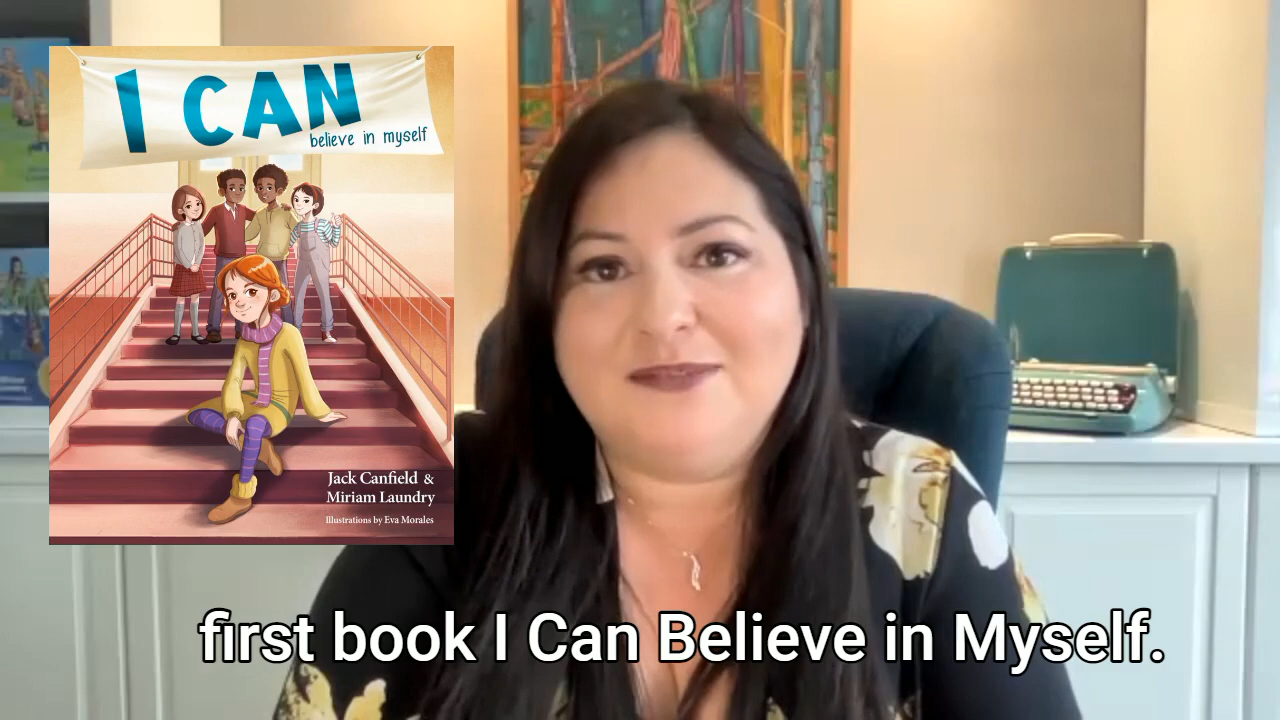 I CAN
believe in myself
Jack Canfield &
Miriam Laundry
Illustrations by Eva Morales
first book I Can Believe in Myself.